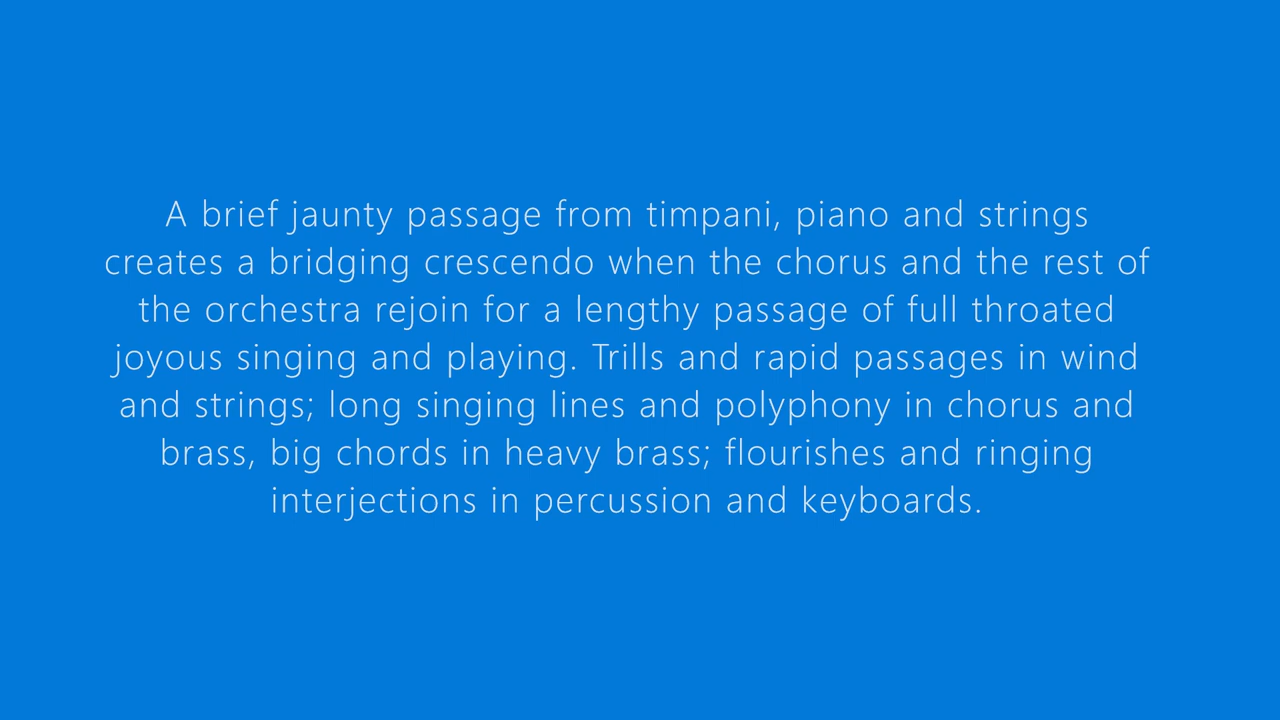 A brief jaunty passage from timpani, piano and strings
creates a bridging crescendo when the chorus and the rest of
the orchestra rejoin for a lengthy passage of full throated
joyous singing and playing. Trills and rapid passages in wind
and strings; long singing lines and polyphony in chorus and
brass, big chords in heavy brass; flourishes and ringing
interjections in percussion and keyboards.